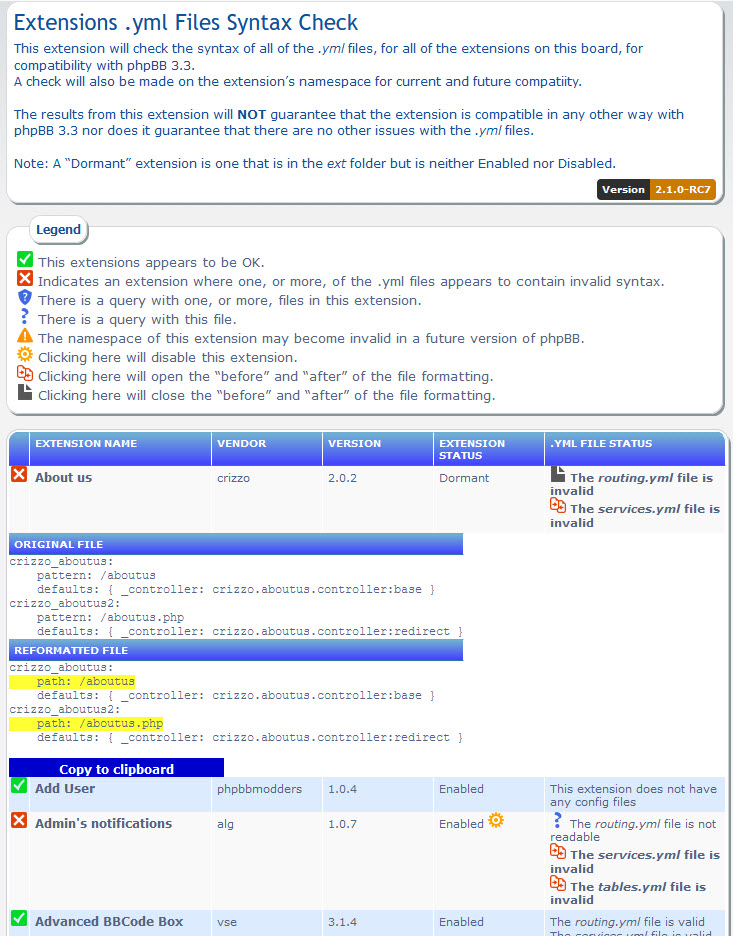 Extensions .yml Files Syntax Check
This extension will check the syntax of all of the .yml files, for all of the extensions on this board, for
compatibility with phpBB 3.3.
A check will also be made on the extension's namespace for current and future compatiity.
The results from this extension will NOT guarantee that the extension is compatible in any other way with
phpBB 3.3 nor does it guarantee that there are no other issues with the .yml files.
Note: A “Dormant” extension is one that is in the ext folder but is neither Enabled nor Disabled.
Version 2.1.0-RC7
Legend
This extensions appears to be OK.
Indicates an extension where one, or more, of the .yml files appears to contain invalid syntax.
There is a query with one, or more, files in this extension.
There is a query with this file.
The namespace of this extension may become invalid in a future version of phpBB.
Clicking here will disable this extension.
Clicking here will open the “before” and “after” of the file formatting.
Clicking here will close the “before” and “after” of the file formatting.
EXTENSION NAME VENDOR VERSION EXTENSION STATUS .YML FILE STATUS
About us crizzo 2.0.2 Dormant The routing.yml file is
invalid
The services.yml file is
invalid
ORIGINAL FILE
crizzo_aboutus:
pattern: /aboutus
defaults: { _controller: crizzo.aboutus.controller:base }
crizzo_aboutus2:
pattern: /aboutus.php
defaults: { _controller: crizzo.aboutus.controller:redirect }
REFORMATTED FILE
crizzo_aboutus:
path: /aboutus
defaults: { _controller: crizzo.aboutus.controller:base }
crizzo_aboutus2:
path: /aboutus.php
defaults: { _controller: crizzo.aboutus.controller:redirect }
Copy to clipboard
Add User phpbbmodders 1.0.4 Enabled This extension does not have
any config files
Admin's notifications alg 1.0.7 Enabled ? The routing.yml file is not
readable
The services.yml file is
invalid
The tables.yml file is
invalid
Advanced BBCode Box vse 3.1.4 Enabled The routing.yml file is valid
The services.yml file is valid